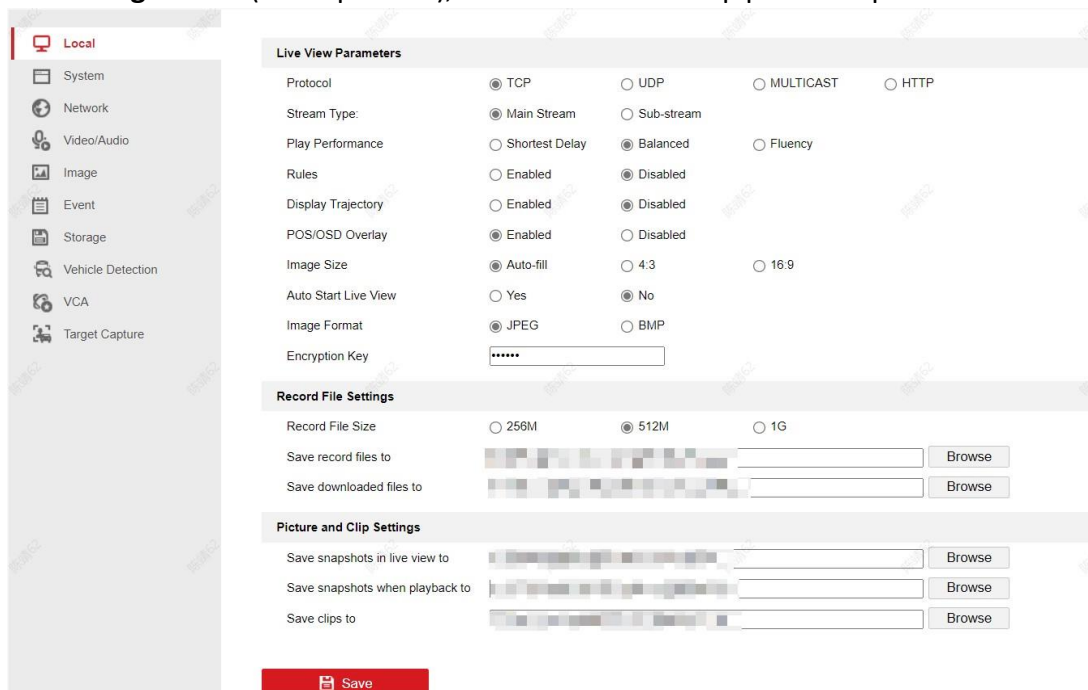 Local
System
Network
Video/Audio
Image
Event
Storage
Vehicle Detection
VCA
Target Capture
Live View Parameters
Protocol TCP UDP MULTICAST HTTP
Stream Type: Main Stream Sub-stream
Play Performance Shortest Delay Balanced Fluency
Rules Enabled Disabled
Display Trajectory Enabled Disabled
POS/OSD Overlay Enabled Disabled
Image Size Auto-fill 4:3 16:9
Auto Start Live View Yes No
Image Format JPEG BMP
Encryption Key ••••••
Record File Settings
Record File Size 256M 512M 1G
Save record files to Browse
Save downloaded files to Browse
Picture and Clip Settings
Save snapshots in live view to Browse
Save snapshots when playback to Browse
Save clips to Browse
Save